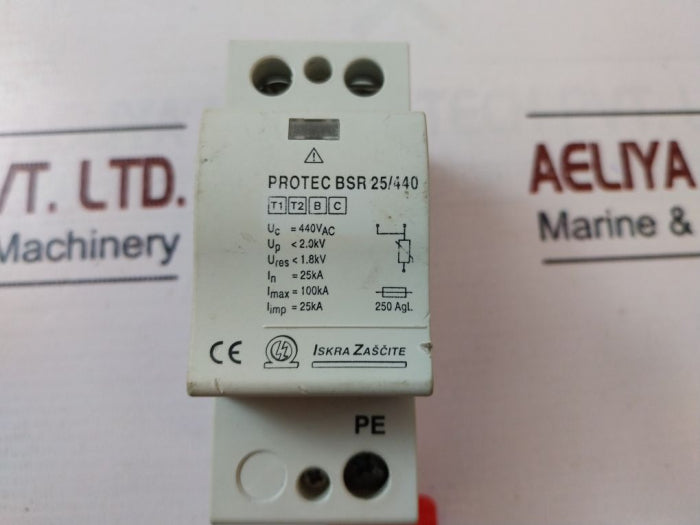 VT. LTD.
Machinery
AELIYA
Marine &
PROTEC BSR 25/440
T1 T2 B C
Uc = 440VAC
Up < 2.0kV
Ures < 1.8kV
In = 25kA
Imax = 100kA
Iimp = 25kA
250 AgL
CE ISKRA ZAŠČITE
PE